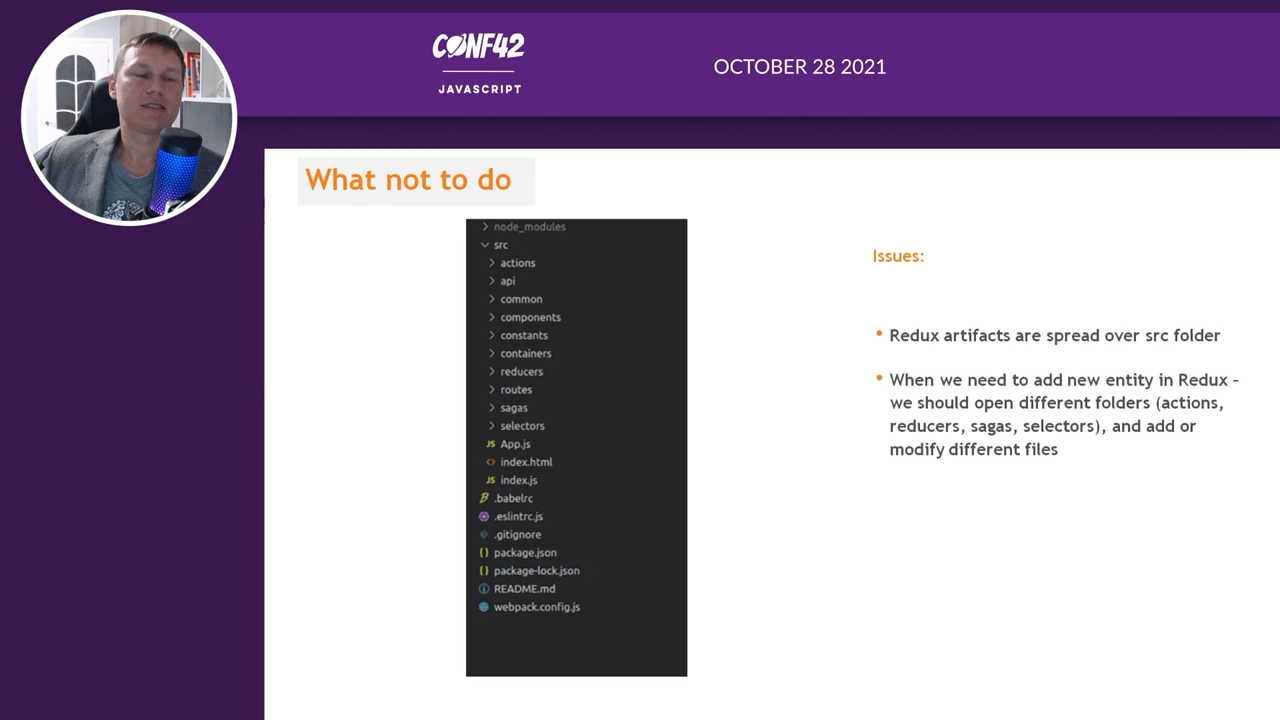 CONF42
JAVASCRIPT
OCTOBER 28 2021
What not to do
node_modules
src
actions
api
common
components
constants
containers
reducers
routes
sagas
selectors
JS App.js
<> index.html
JS index.js
.babelrc
.eslintrc.js
.gitignore
{} package.json
{} package-lock.json
README.md
webpack.config.js
Issues:
• Redux artifacts are spread over src folder
• When we need to add new entity in Redux –
we should open different folders (actions,
reducers, sagas, selectors), and add or
modify different files